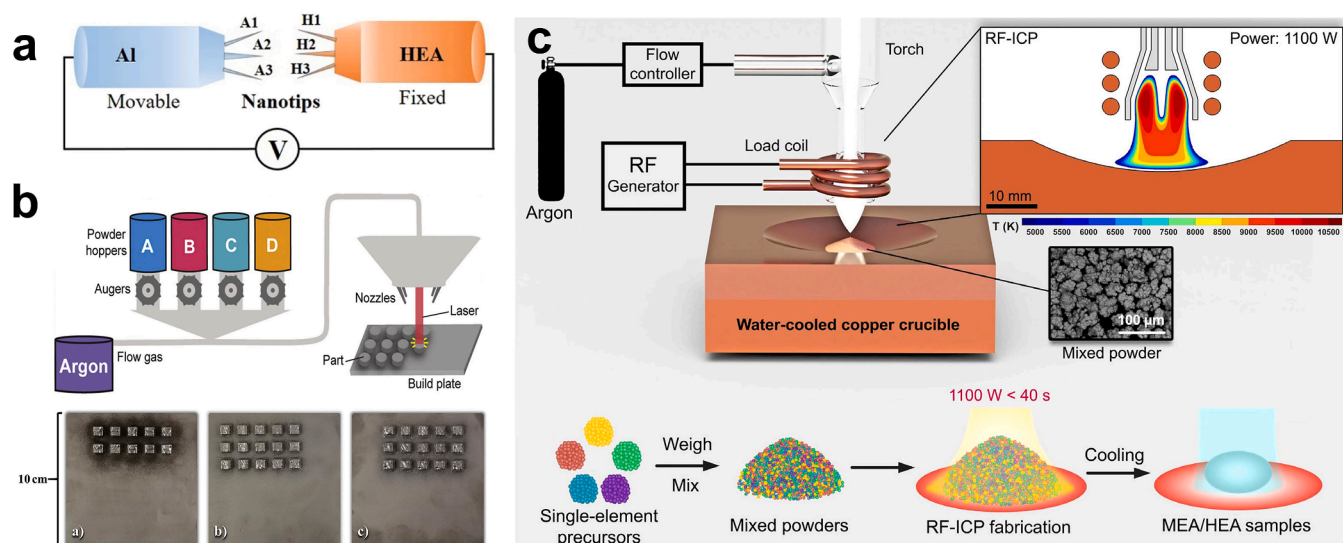 a
Al
Movable
A1
A2
A3
Nanotips
H1
H2
H3
HEA
Fixed
V
b
Powder
hoppers
A
B
C
D
Augers
Argon
Flow gas
Nozzles
Laser
Part
Build plate
10 cm
a)
b)
c)
c
Flow
controller
Torch
RF
Generator
Load coil
Argon
Water-cooled copper crucible
RF-ICP
Power: 1100 W
10 mm
T (K)
5000 5500 6000 6500 7000 7500 8000 8500 9000 9500 10000 10500
100 μm
Mixed powder
Single-element
precursors
Weigh
Mix
Mixed powders
1100 W < 40 s
RF-ICP fabrication
Cooling
MEA/HEA samples